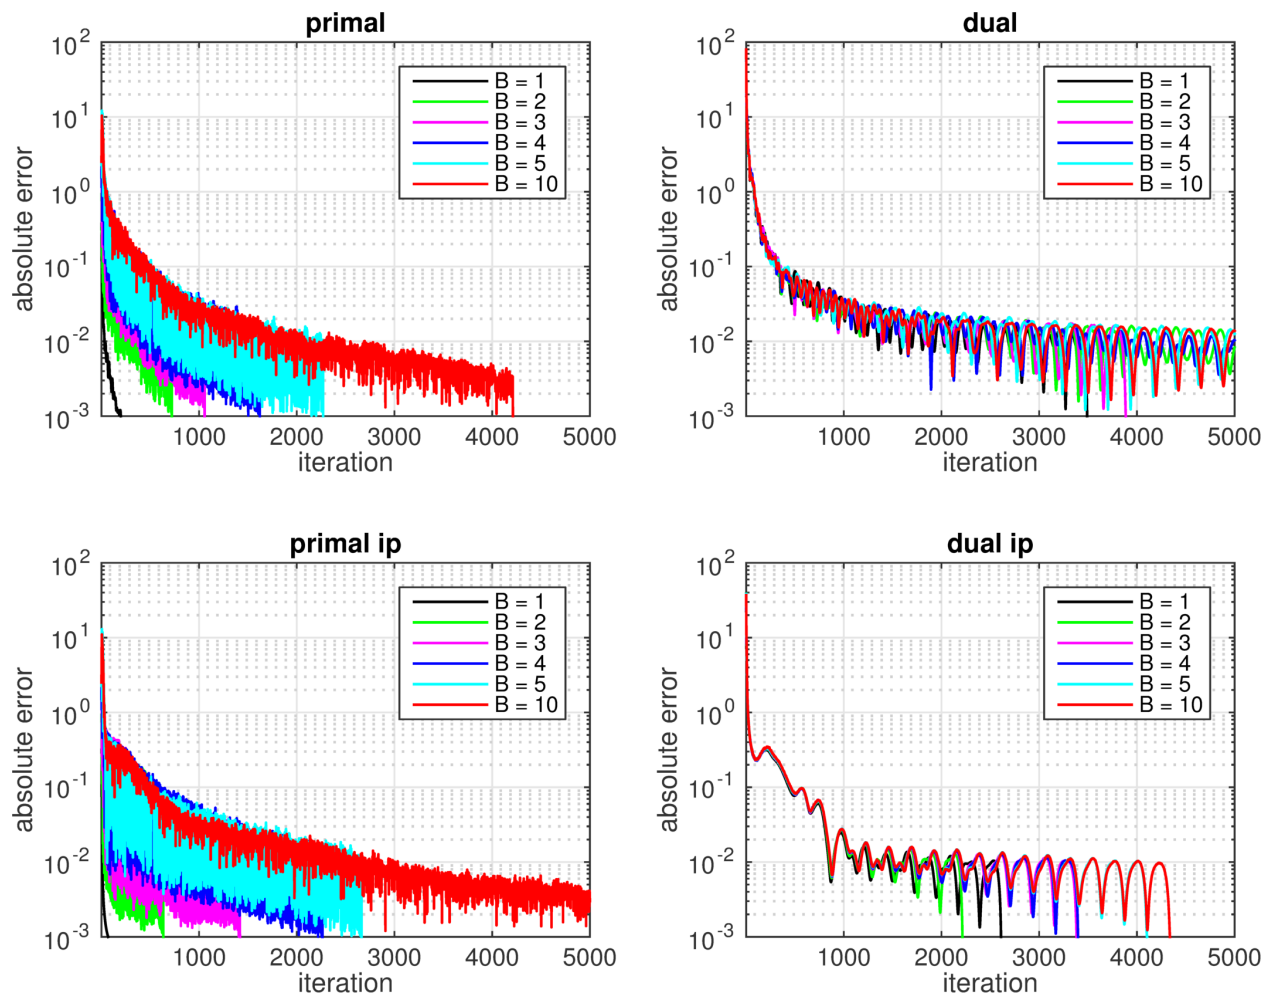 primal
10^2
10^1
10^0
10^-1
10^-2
10^-3
absolute error
B = 1
B = 2
B = 3
B = 4
B = 5
B = 10
1000 2000 3000 4000 5000
iteration
dual
10^2
10^1
10^0
10^-1
10^-2
10^-3
absolute error
B = 1
B = 2
B = 3
B = 4
B = 5
B = 10
1000 2000 3000 4000 5000
iteration
primal ip
10^2
10^1
10^0
10^-1
10^-2
10^-3
absolute error
B = 1
B = 2
B = 3
B = 4
B = 5
B = 10
1000 2000 3000 4000 5000
iteration
dual ip
10^2
10^1
10^0
10^-1
10^-2
10^-3
absolute error
B = 1
B = 2
B = 3
B = 4
B = 5
B = 10
1000 2000 3000 4000 5000
iteration